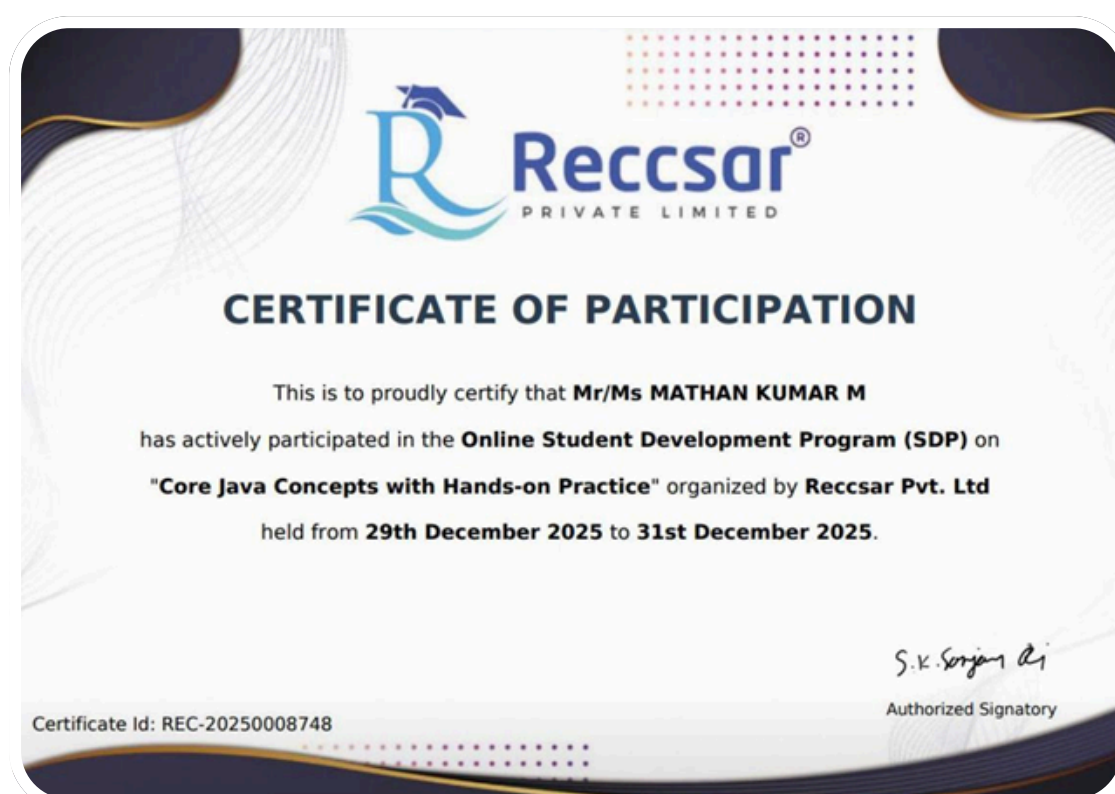 Reccsar®
PRIVATE LIMITED
CERTIFICATE OF PARTICIPATION
This is to proudly certify that Mr/Ms MATHAN KUMAR M
has actively participated in the Online Student Development Program (SDP) on
"Core Java Concepts with Hands-on Practice" organized by Reccsar Pvt. Ltd
held from 29th December 2025 to 31st December 2025.
S.K.
Authorized Signatory
Certificate Id: REC-20250008748